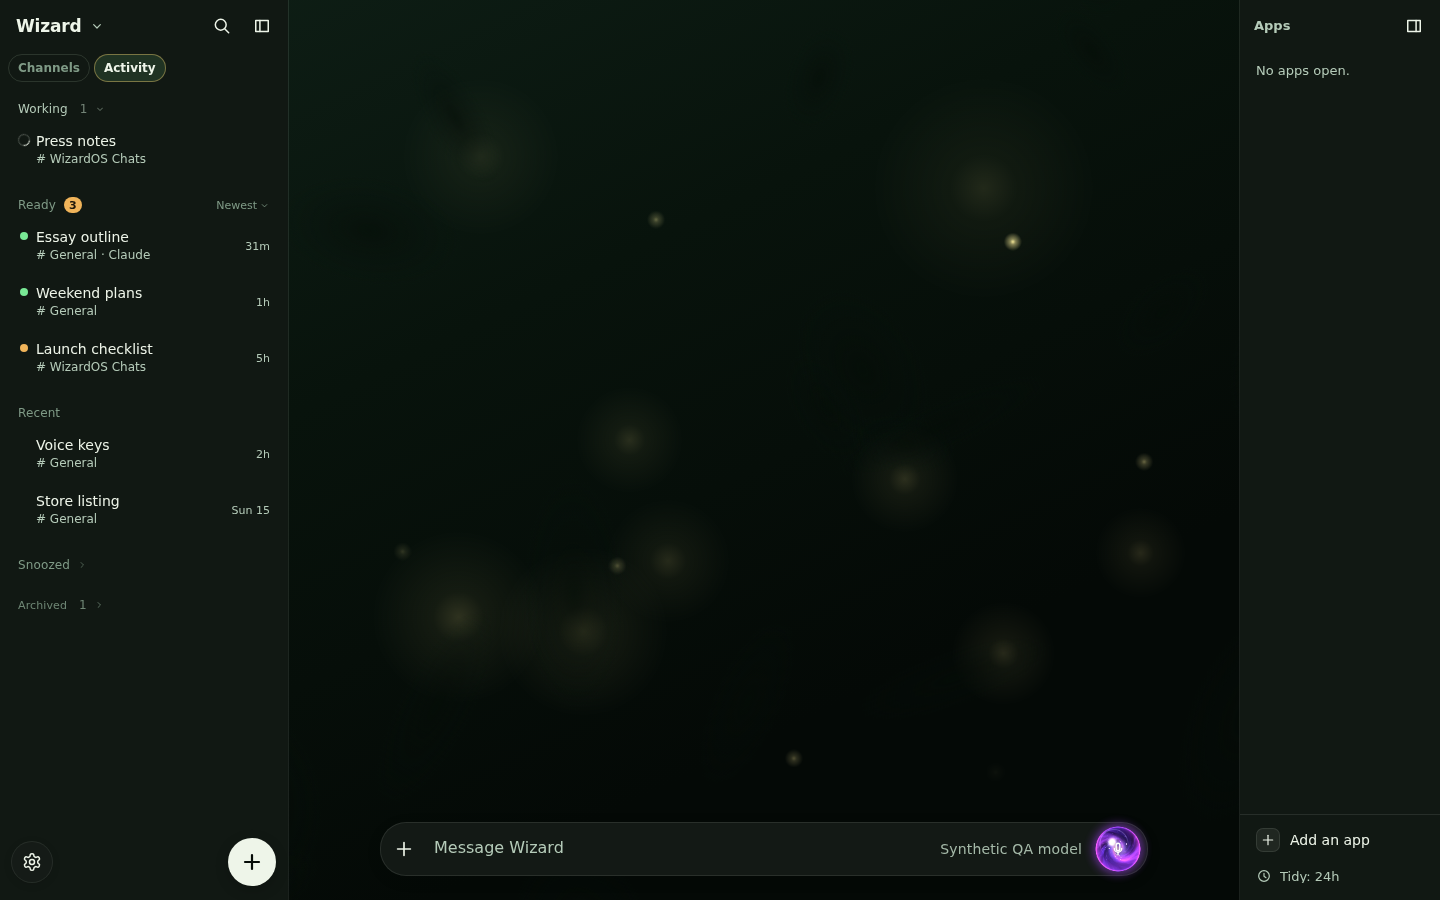 Wizard
Channels Activity
Working 1
Press notes
# WizardOS Chats
Ready 3 Newest
Essay outline
# General · Claude
31m
Weekend plans
# General
1h
Launch checklist
# WizardOS Chats
5h
Recent
Voice keys
# General
2h
Store listing
# General
Sun 15
Snoozed
Archived 1
Message Wizard
Synthetic QA model
Apps
No apps open.
Add an app
Tidy: 24h